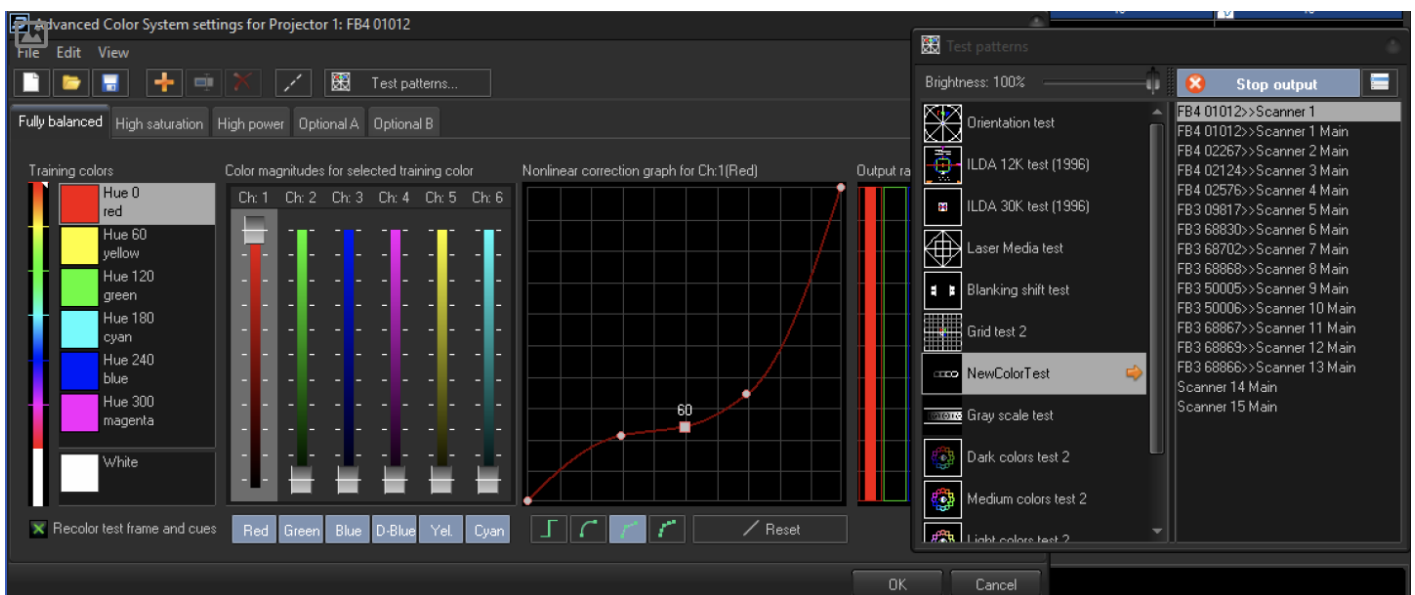 Advanced Color System settings for Projector 1: FB4 01012
File Edit View
Test patterns...
Fully balanced High saturation High power Optional A Optional B
Training colors
Hue 0
red
Hue 60
yellow
Hue 120
green
Hue 180
cyan
Hue 240
blue
Hue 300
magenta
White
Recolor test frame and cues
Color magnitudes for selected training color
Ch: 1 Ch: 2 Ch: 3 Ch: 4 Ch: 5 Ch: 6
Red Green Blue D-Blue Yel. Cyan
Nonlinear correction graph for Ch:1(Red)
60
Reset
Output ra
OK Cancel
Test patterns
Brightness: 100%
Stop output
Orientation test
ILDA 12K test (1996)
ILDA 30K test (1996)
Laser Media test
Blanking shift test
Grid test 2
NewColorTest
Gray scale test
Dark colors test 2
Medium colors test 2
Light colors test 2
FB4 01012>>Scanner 1
FB4 01012>>Scanner 1 Main
FB4 02267>>Scanner 2 Main
FB4 02124>>Scanner 3 Main
FB4 02576>>Scanner 4 Main
FB3 09817>>Scanner 5 Main
FB3 68830>>Scanner 6 Main
FB3 68702>>Scanner 7 Main
FB3 68868>>Scanner 8 Main
FB3 50005>>Scanner 9 Main
FB3 50006>>Scanner 10 Main
FB3 68867>>Scanner 11 Main
FB3 68869>>Scanner 12 Main
FB3 68866>>Scanner 13 Main
Scanner 14 Main
Scanner 15 Main